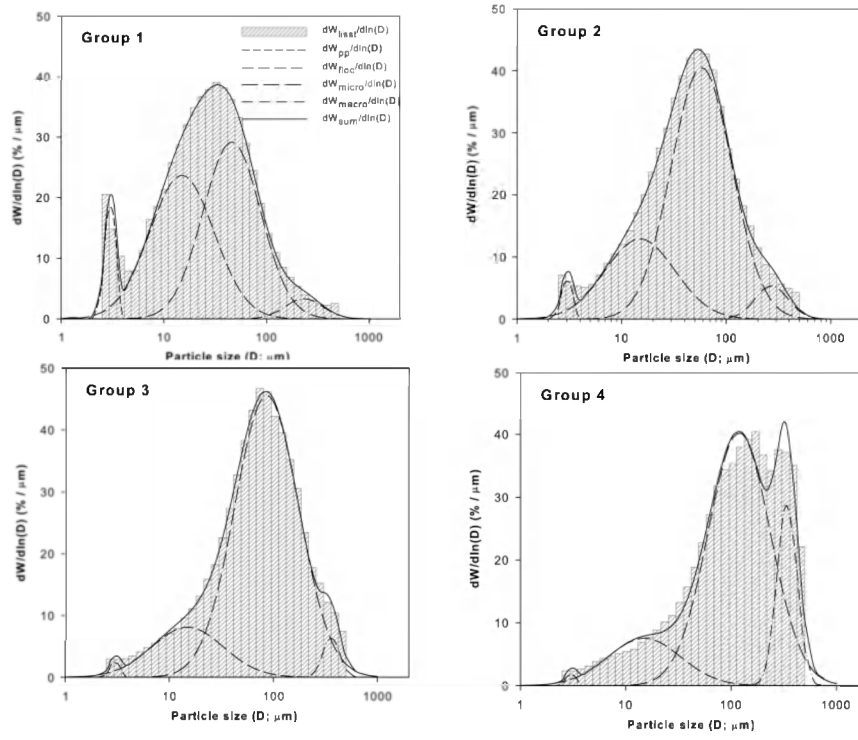 Group 1
dW_lisst/dln(D)
dW_pp/dln(D)
dW_floc/dln(D)
dW_micro/dln(D)
dW_macro/dln(D)
dW_sum/dln(D)
dW/dln(D) (% / μm)
50
40
30
20
10
0
1
10
100
1000
Particle size (D; μm)
Group 2
dW/dln(D) (% / μm)
50
40
30
20
10
0
1
10
100
1000
Particle size (D; μm)
Group 3
dW/dln(D) (% / μm)
50
40
30
20
10
0
1
10
100
1000
Particle size (D; μm)
Group 4
dW/dln(D) (% / μm)
50
40
30
20
10
0
1
10
100
1000
Particle size (D; μm)